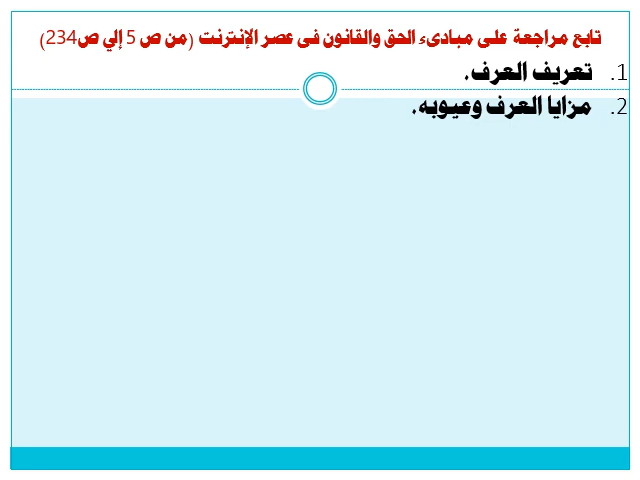 تابع مراجعة على مبادىء الحق والقانون فى عصر الإنترنت (من ص 5 إلي ص234)
1. تعريف العرف.
2. مزايا العرف وعيوبه.